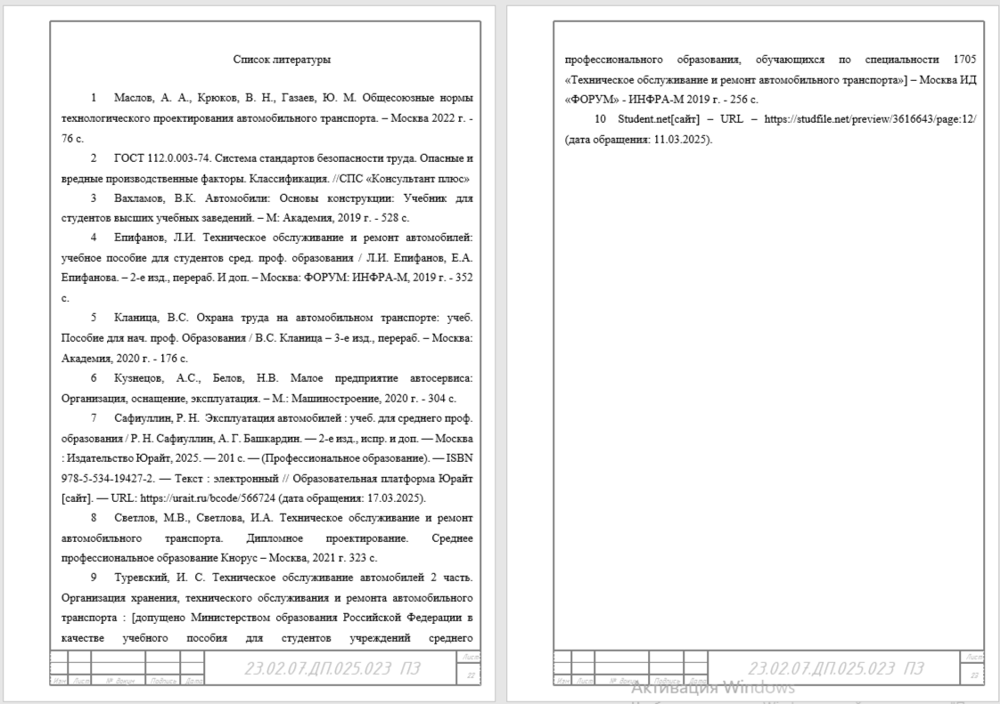 Список литературы
1 Маслов, А. А., Крюков, В. Н., Газаев, Ю. М. Общесоюзные нормы
технологического проектирования автомобильного транспорта. – Москва 2022 г. -
76 с.
2 ГОСТ 112.0.003-74. Система стандартов безопасности труда. Опасные и
вредные производственные факторы. Классификация. //СПС «Консультант плюс»
3 Вахламов, В.К. Автомобили: Основы конструкции: Учебник для
студентов высших учебных заведений. – М: Академия, 2019 г. - 528 с.
4 Епифанов, Л.И. Техническое обслуживание и ремонт автомобилей:
учебное пособие для студентов сред. проф. образования / Л.И. Епифанов, Е.А.
Епифанова. – 2-е изд., перераб. И доп. – Москва: ФОРУМ: ИНФРА-М, 2019 г. - 352
с.
5 Кланица, В.С. Охрана труда на автомобильном транспорте: учеб.
Пособие для нач. проф. Образования / В.С. Кланица – 3-е изд., перераб. – Москва:
Академия, 2020 г. - 176 с.
6 Кузнецов, А.С., Белов, Н.В. Малое предприятие автосервиса:
Организация, оснащение, эксплуатация. – М.: Машиностроение, 2020 г. - 304 с.
7 Сафиуллин, Р. Н. Эксплуатация автомобилей : учеб. для среднего проф.
образования / Р. Н. Сафиуллин, А. Г. Башкардин. — 2-е изд., испр. и доп. — Москва
: Издательство Юрайт, 2025. — 201 с. — (Профессиональное образование). — ISBN
978-5-534-19427-2. — Текст : электронный // Образовательная платформа Юрайт
[сайт]. — URL: https://urait.ru/bcode/566724 (дата обращения: 17.03.2025).
8 Светлов, М.В., Светлова, И.А. Техническое обслуживание и ремонт
автомобильного транспорта. Дипломное проектирование. Среднее
профессиональное образование Кнорус – Москва, 2021 г. 323 с.
9 Туревский, И. С. Техническое обслуживание автомобилей 2 часть.
Организация хранения, технического обслуживания и ремонта автомобильного
транспорта : [допущено Министерством образования Российской Федерации в
качестве учебного пособия для студентов учреждений среднего
23.02.07.ДП.025.023 ПЗ
Лист
22
Изм Лист № докум Подпись Дата
профессионального образования, обучающихся по специальности 1705
«Техническое обслуживание и ремонт автомобильного транспорта»] – Москва ИД
«ФОРУМ» - ИНФРА-М 2019 г. - 256 с.
10 Student.net[сайт] – URL – https://studfile.net/preview/3616643/page:12/
(дата обращения: 11.03.2025).
23.02.07.ДП.025.023 ПЗ
Лист
23
Изм Лист № докум Подпись Дата
Активация Windows